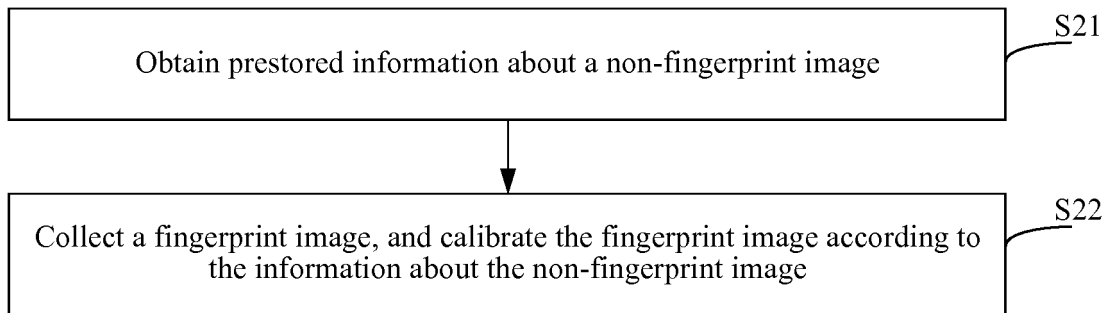 S21
Obtain prestored information about a non-fingerprint image
S22
Collect a fingerprint image, and calibrate the fingerprint image according to
the information about the non-fingerprint image